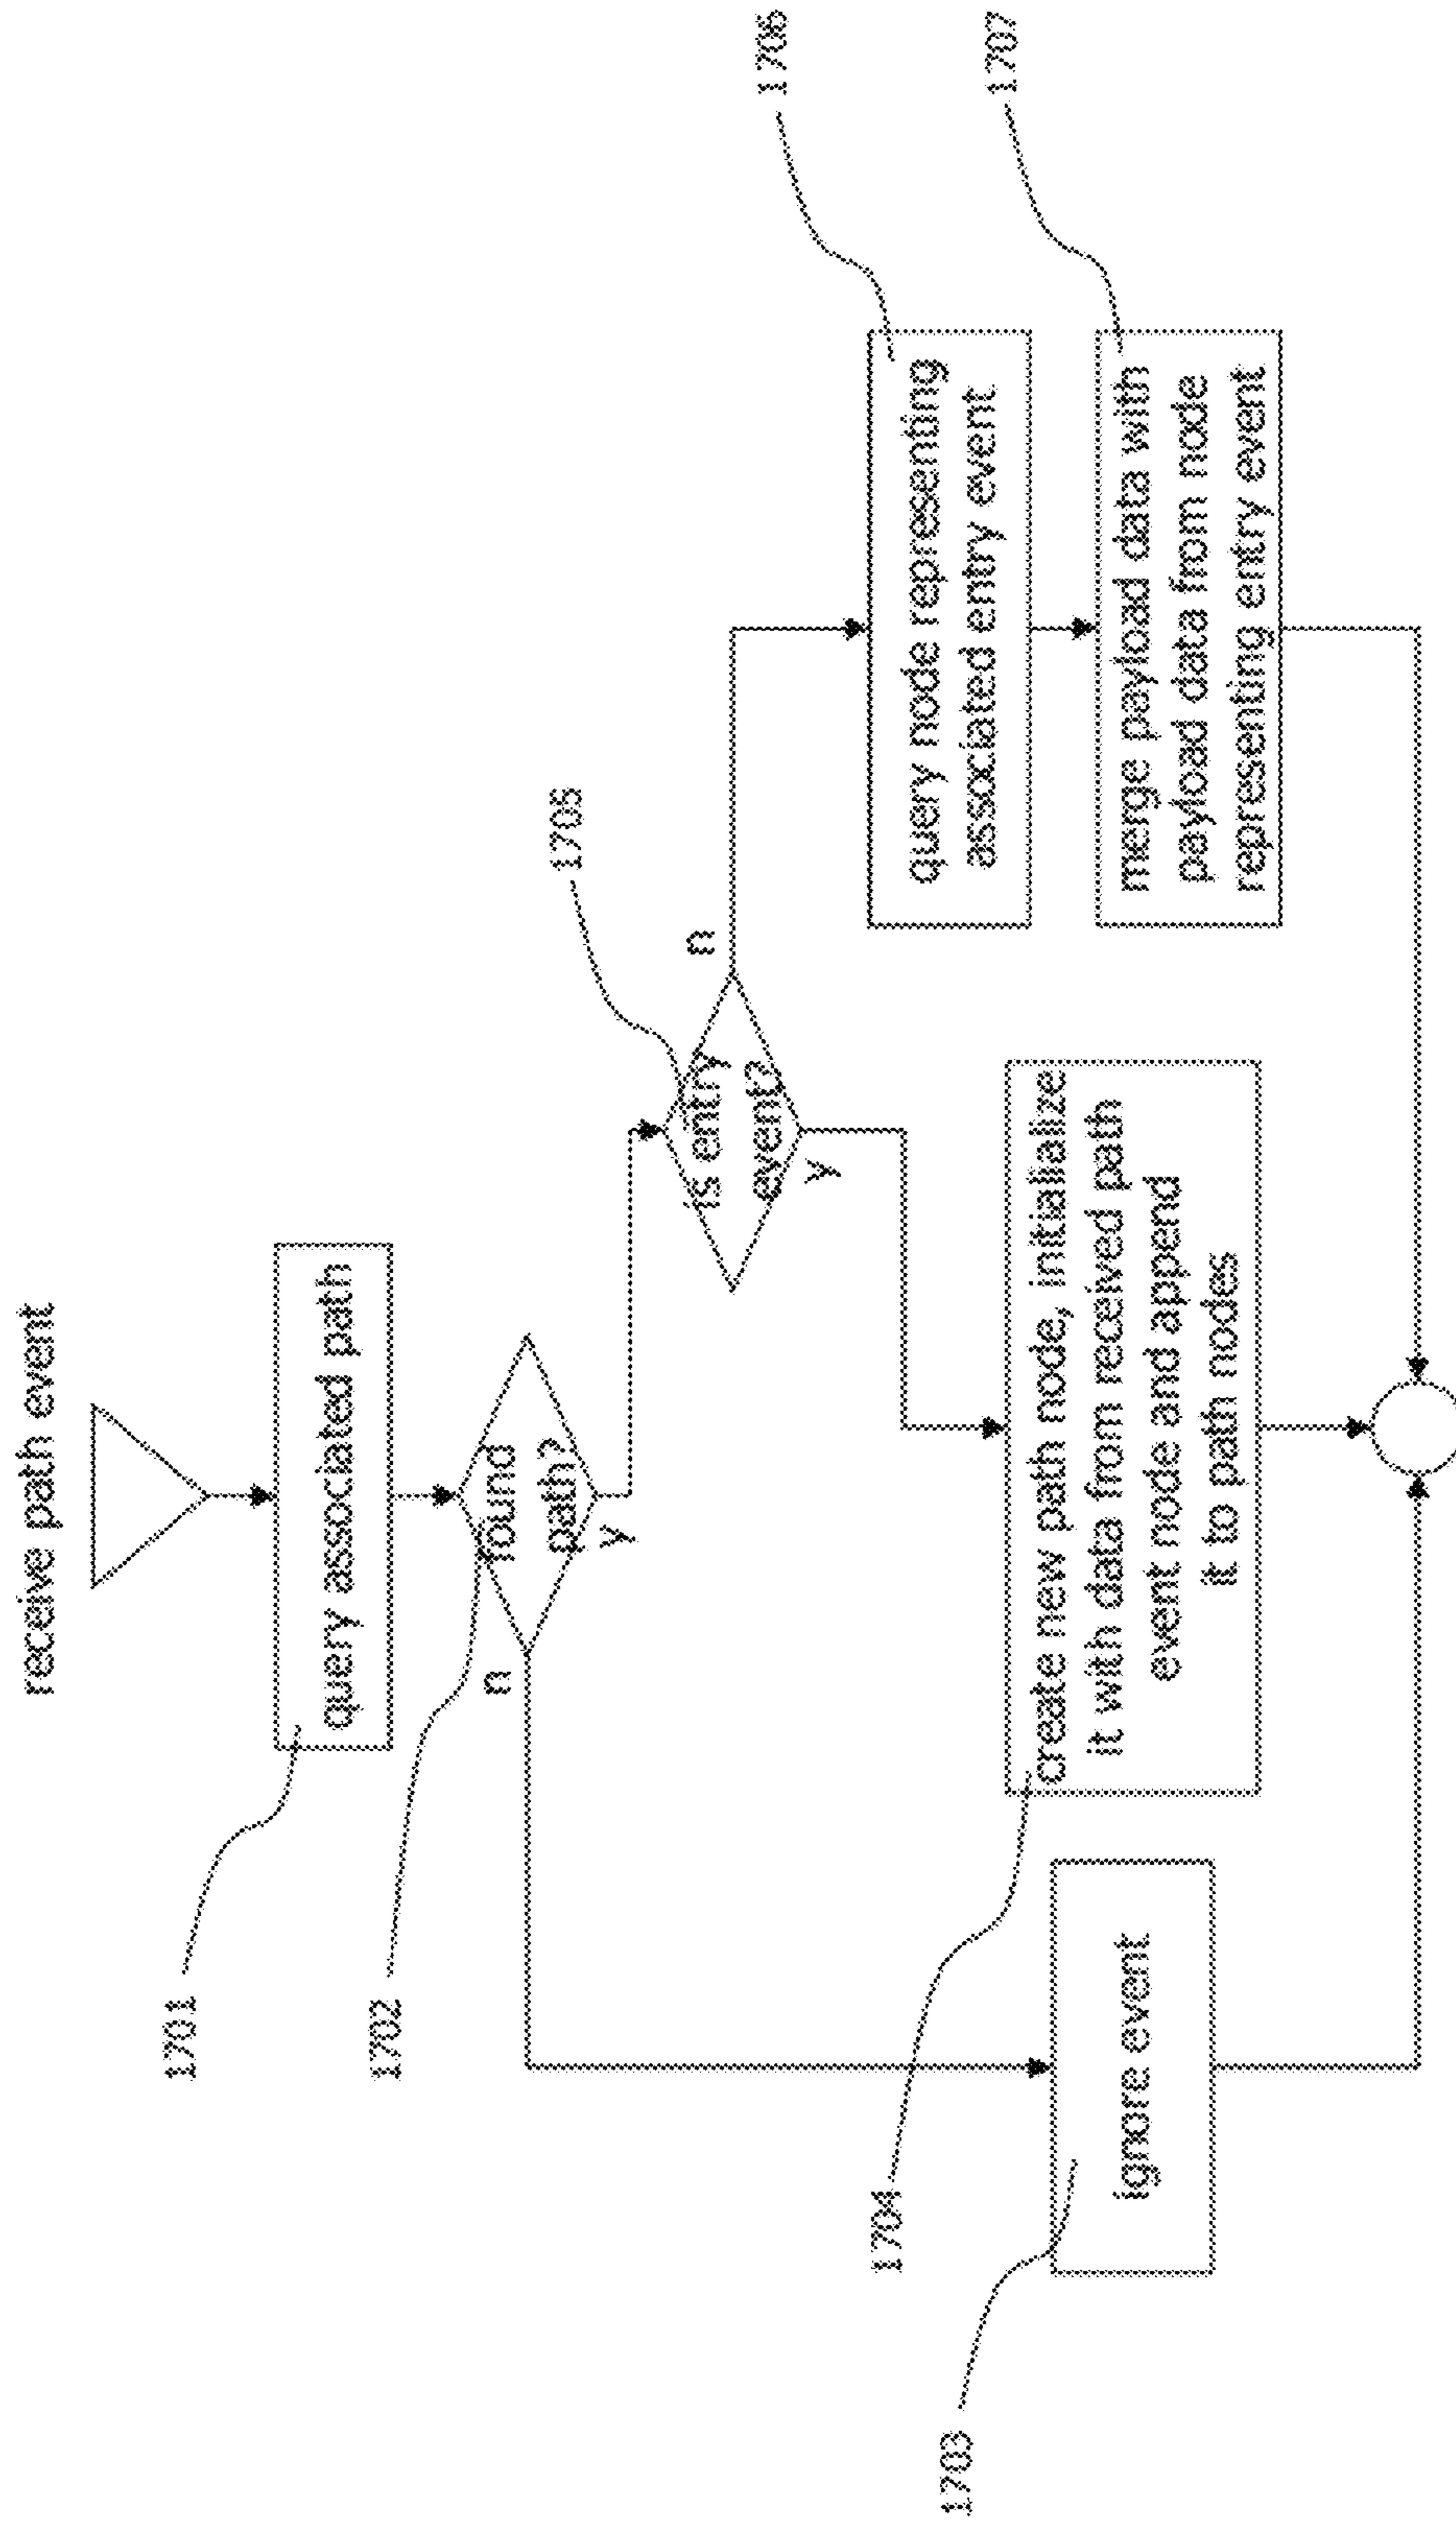 receive path event
1701
query associated path
1702
found
path?
n
y
1705
is entry
event?
n
y
1706
query node representing
associated entry event
1707
merge payload data with
payload data from node
representing entry event
1704
create new path node, initialialize
it with data from received path
event node and append
it to path nodes
1703
ignore event